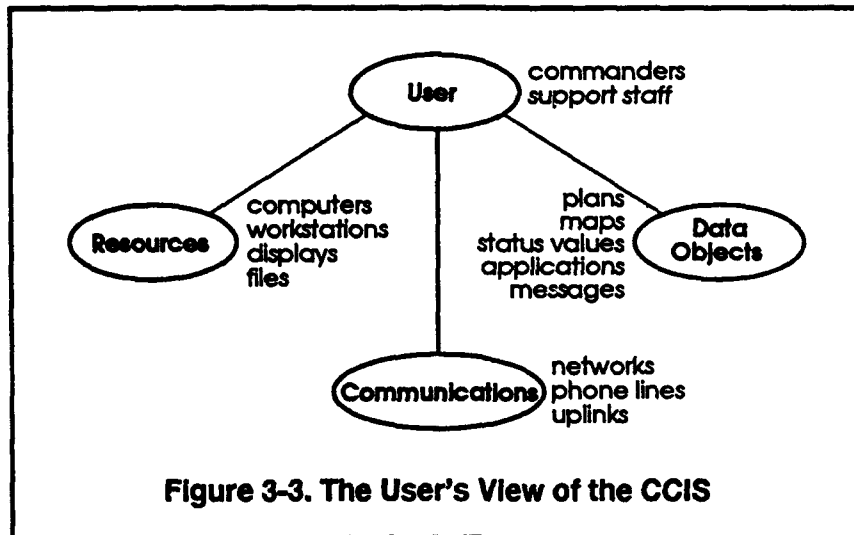 User
commanders
support staff
Resources
computers
workstations
displays
files
plans
maps
status values
applications
messages
Data
Objects
Communications
networks
phone lines
uplinks
Figure 3-3. The User's View of the CCIS